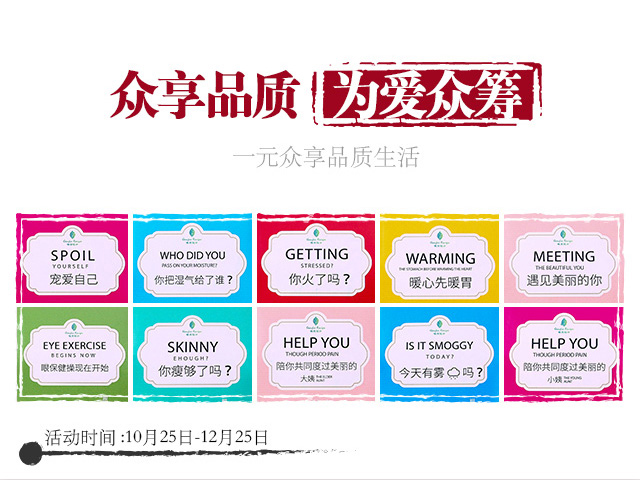 众享品质 为爱众筹
一元众享品质生活
SPOIL
YOURSELF
宠爱自己
WHO DID YOU
PASS ON YOUR MOISTURE?
你把湿气给了谁?
GETTING
STRESSED?
你火了吗?
WARMING
THE STOMACH BEFORE WARMING THE HEART
暖心先暖胃
MEETING
THE BEAUTIFUL YOU
遇见美丽的你
EYE EXERCISE
BEGINS NOW
眼保健操现在开始
SKINNY
EHOUGH?
你瘦够了吗?
HELP YOU
THOUGH PERIOD PAIN
陪你共同度过美丽的
大姨 THE ELDER
AUNT
IS IT SMOGGY
TODAY?
今天有雾吗?
HELP YOU
THOUGH PERIOD PAIN
陪你共同度过美丽的
小姨 THE YOUNG
AUNT
活动时间:10月25日-12月25日